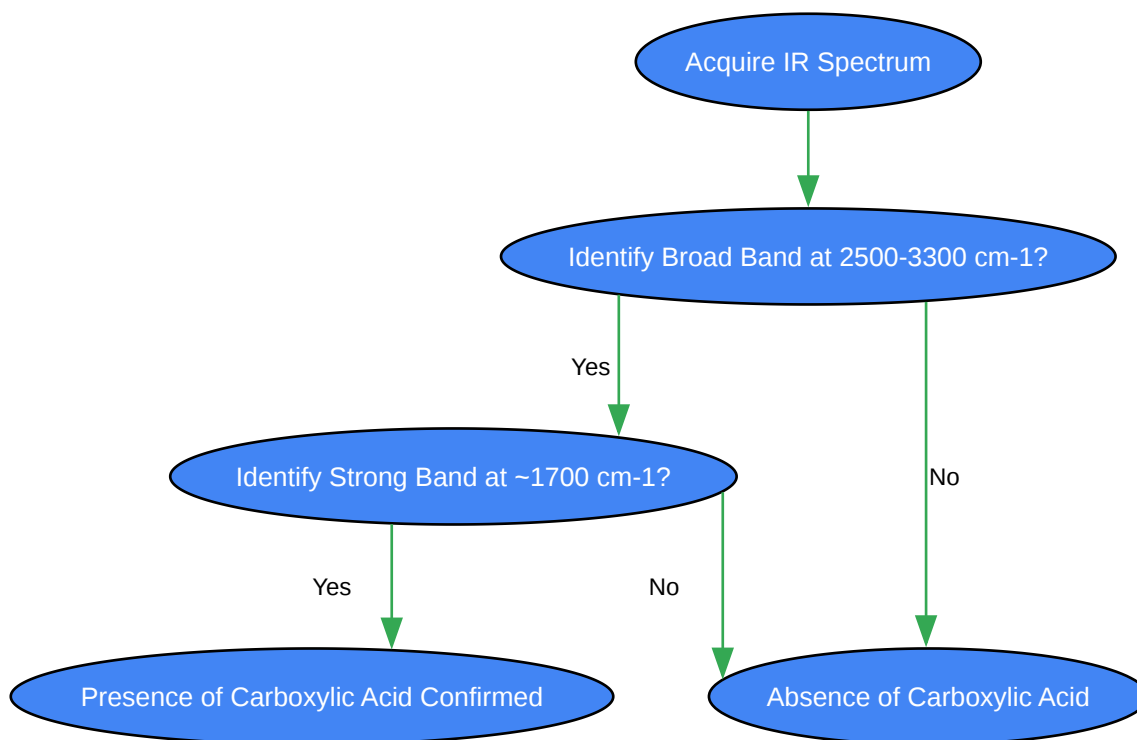 Acquire IR Spectrum
Identify Broad Band at 2500-3300 cm-1?
Yes
Identify Strong Band at ~1700 cm-1?
No
Yes
No
Presence of Carboxylic Acid Confirmed
Absence of Carboxylic Acid